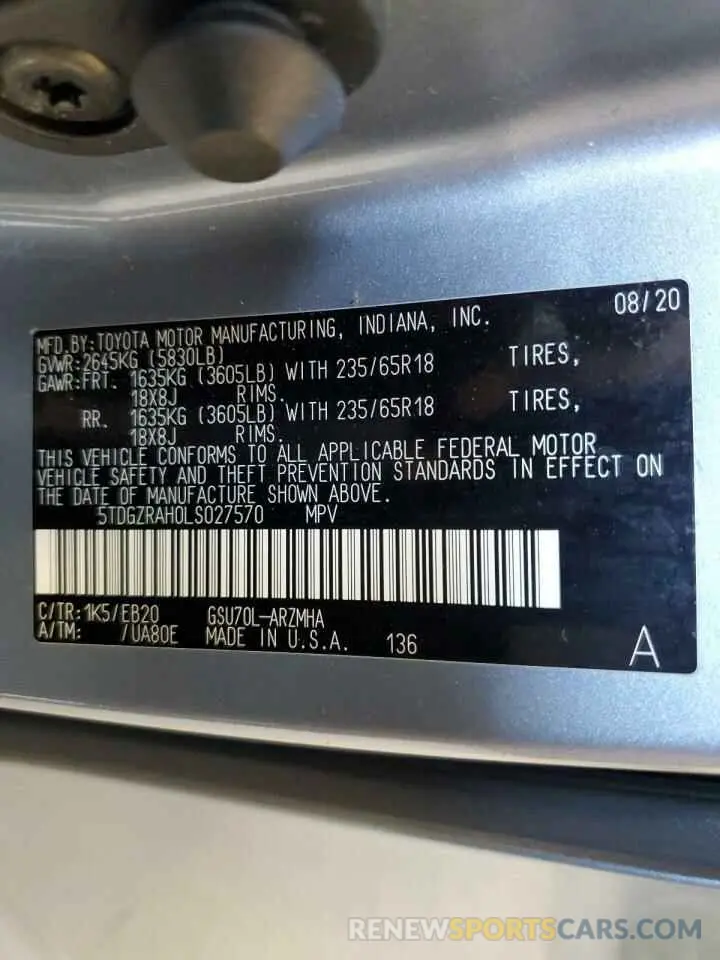 08/20
MFD. BY: TOYOTA MOTOR MANUFACTURING, INDIANA, INC.
GVWR: 2645KG (5830LB)
GAWR: FRT. 1635KG (3605LB) WITH 235/65R18 TIRES,
18X8J RIMS.
RR. 1635KG (3605LB) WITH 235/65R18 TIRES,
18X8J RIMS.
THIS VEHICLE CONFORMS TO ALL APPLICABLE FEDERAL MOTOR
VEHICLE SAFETY AND THEFT PREVENTION STANDARDS IN EFFECT ON
THE DATE OF MANUFACTURE SHOWN ABOVE.
5TDGZRAH0LS027570 MPV
C/TR: 1K5/EB20 GSU70L-ARZMHA
A/TM: /UA80E MADE IN U.S.A. 136
A
RENEWSPORTSCARS.COM